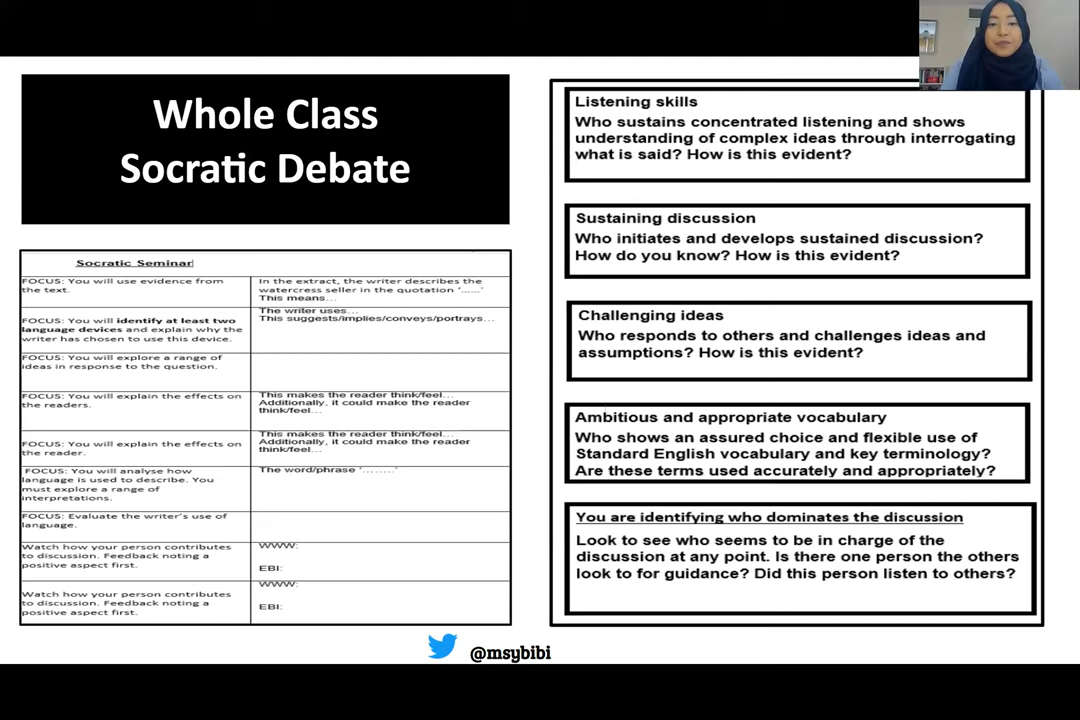 Whole Class
Socratic Debate
Socratic Seminar
FOCUS: You will use evidence from
the text.
In the extract, the writer describes the
watercress seller in the quotation ‘……’
This means…
FOCUS: You will identify at least two
language devices and explain why the
writer has chosen to use this device.
The writer uses…
This suggests/implies/conveys/portrays…
FOCUS: You will explore a range of
ideas in response to the question.
FOCUS: You will explain the effects on
the readers.
This makes the reader think/feel…
Additionally, it could make the reader
think/feel…
FOCUS: You will explain the effects on
the reader.
This makes the reader think/feel…
Additionally, it could make the reader
think/feel…
FOCUS: You will analyse how
language is used to describe. You
must explore a range of
interpretations.
The word/phrase ‘……..’
FOCUS: Evaluate the writer’s use of
language.
Watch how your person contributes
to discussion. Feedback noting a
positive aspect first.
WWW:
EBI:
Watch how your person contributes
to discussion. Feedback noting a
positive aspect first.
WWW:
EBI:
Listening skills
Who sustains concentrated listening and shows
understanding of complex ideas through interrogating
what is said? How is this evident?
Sustaining discussion
Who initiates and develops sustained discussion?
How do you know? How is this evident?
Challenging ideas
Who responds to others and challenges ideas and
assumptions? How is this evident?
Ambitious and appropriate vocabulary
Who shows an assured choice and flexible use of
Standard English vocabulary and key terminology?
Are these terms used accurately and appropriately?
You are identifying who dominates the discussion
Look to see who seems to be in charge of the
discussion at any point. Is there one person the others
look to for guidance? Did this person listen to others?
@msybibi